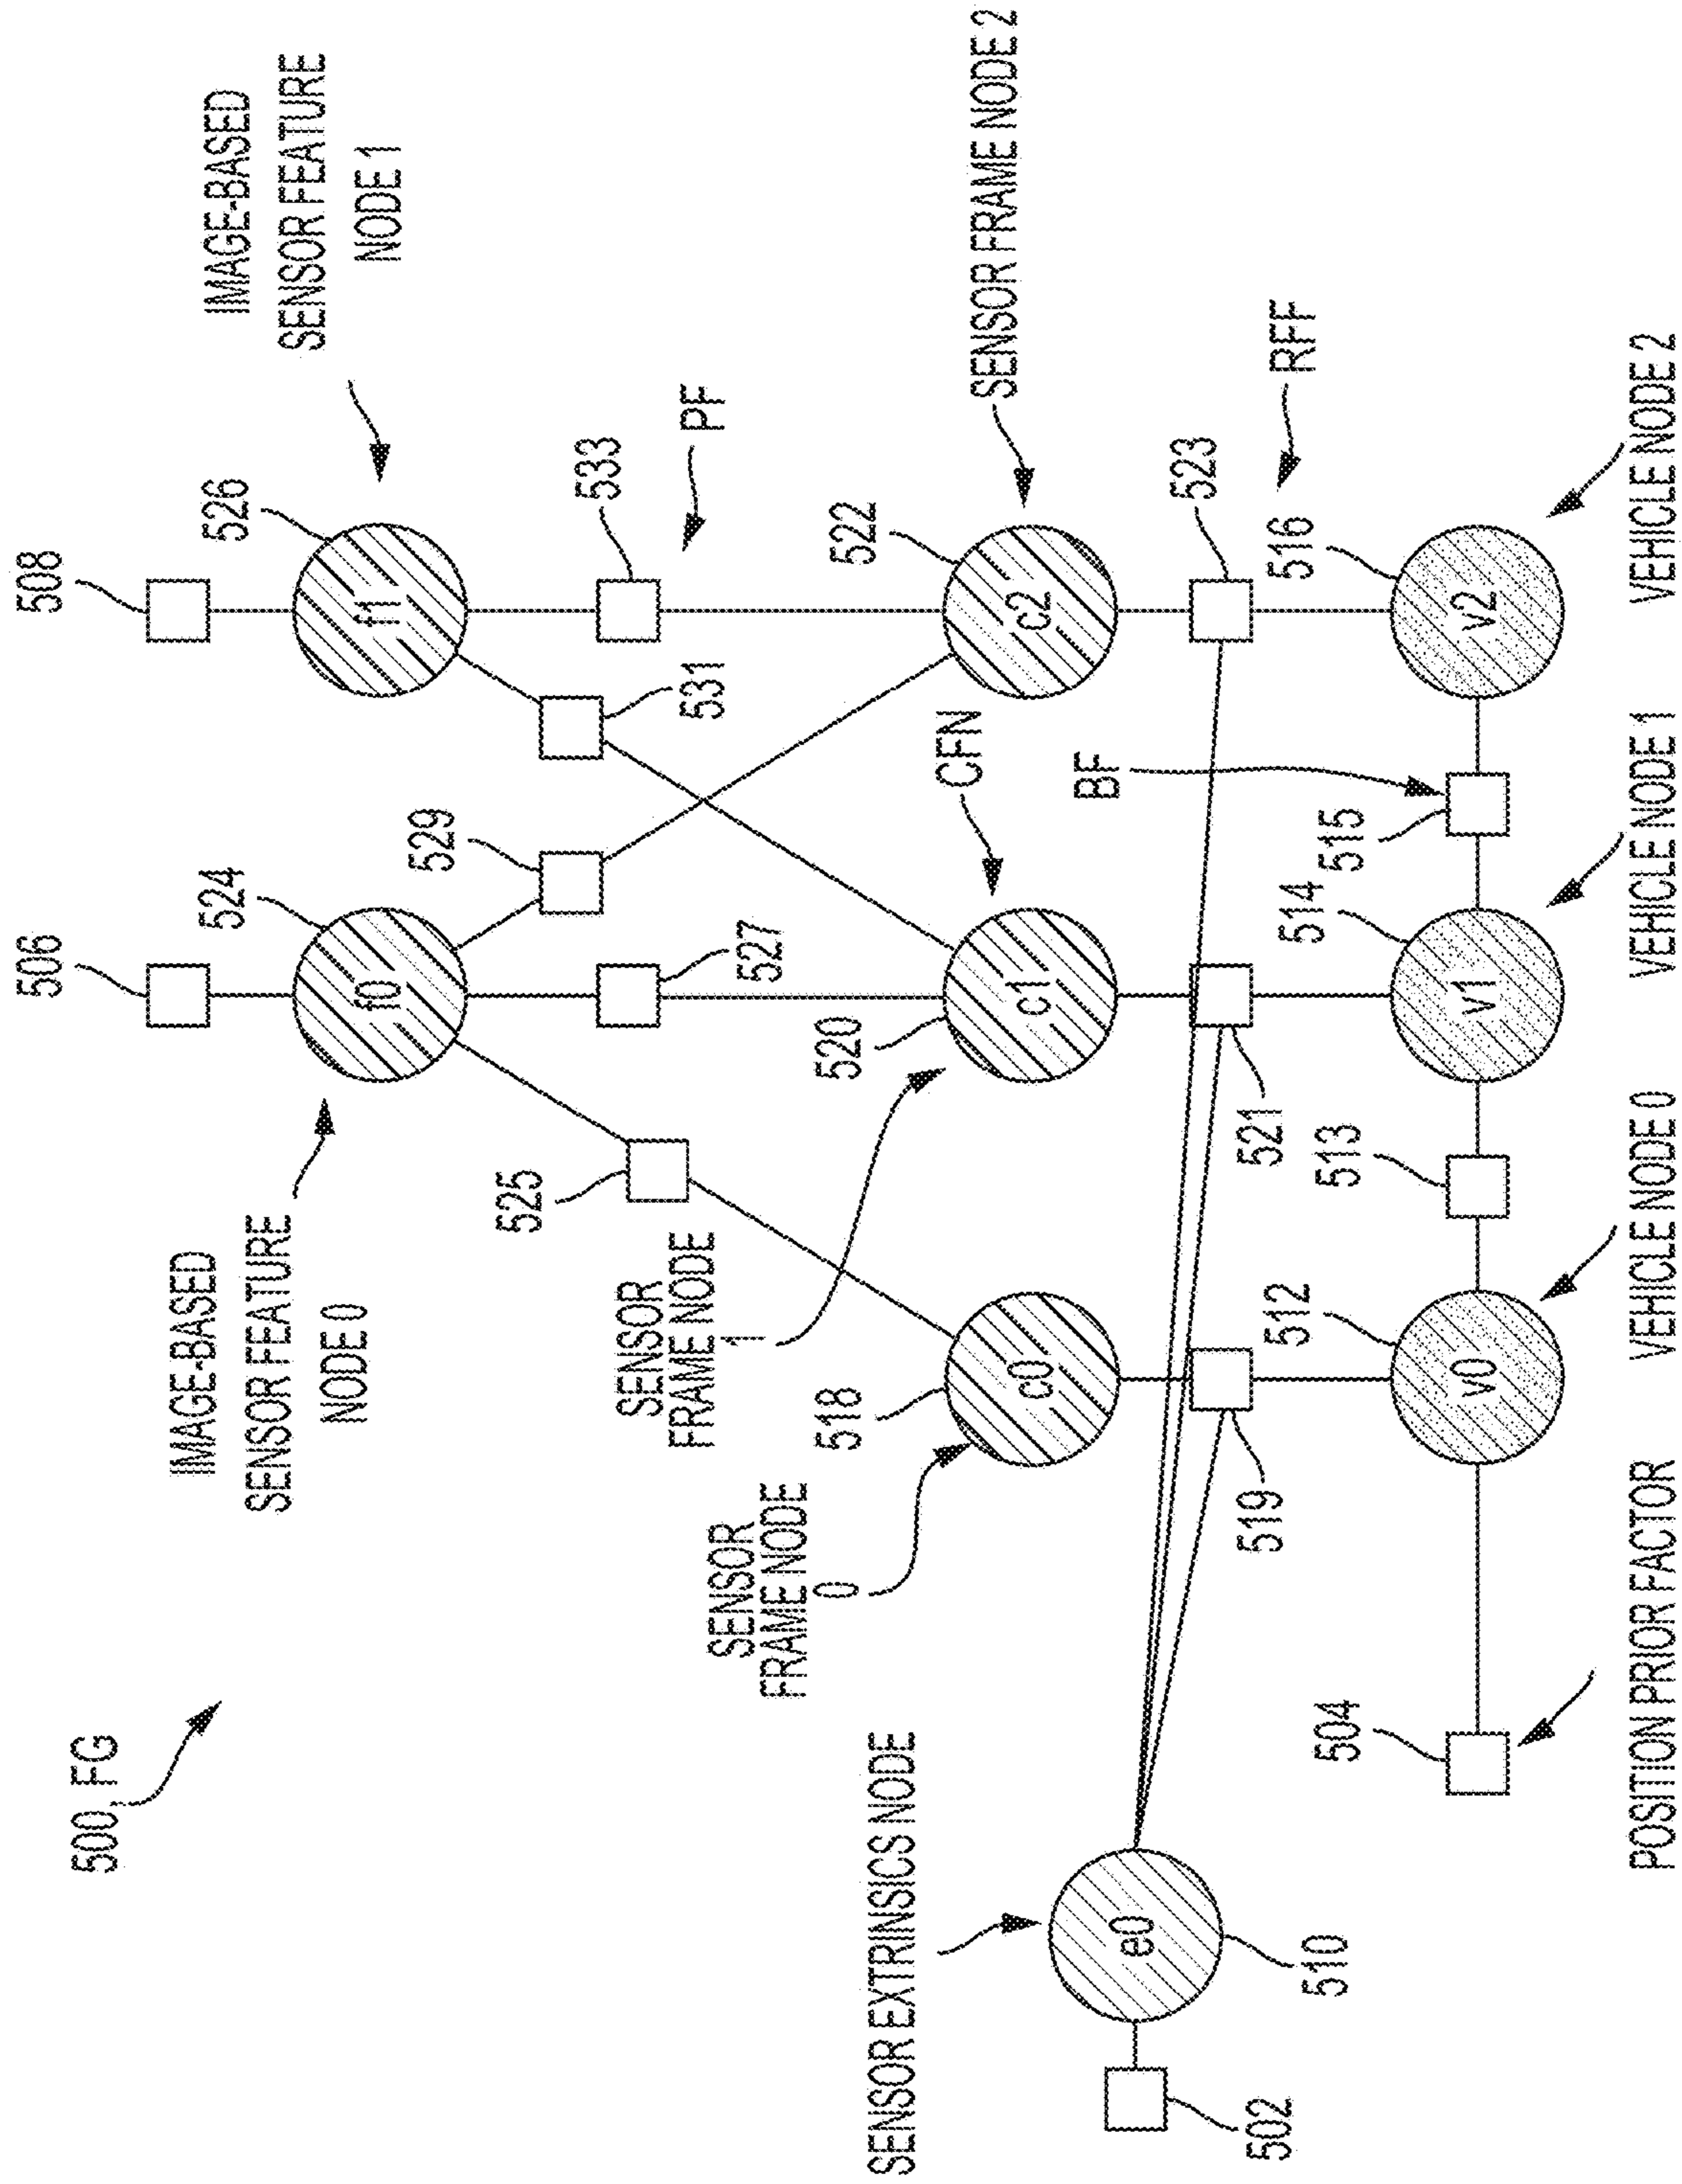 500, FG
508
526
IMAGE-BASED
SENSOR FEATURE
NODE 1
f1
506
524
f0
IMAGE-BASED
SENSOR FEATURE
NODE 0
529
533
PF
531
527
525
SENSOR
FRAME NODE
1
SENSOR
FRAME NODE
0
518
c0
520
c1
CFN
522
c2
SENSOR FRAME NODE 2
SENSOR EXTRINSICS NODE
e0
510
502
519
521
523
RFF
BF
504
512
v0
513
514
v1
515
516
v2
POSITION PRIOR FACTOR
VEHICLE NODE 0
VEHICLE NODE 1
VEHICLE NODE 2